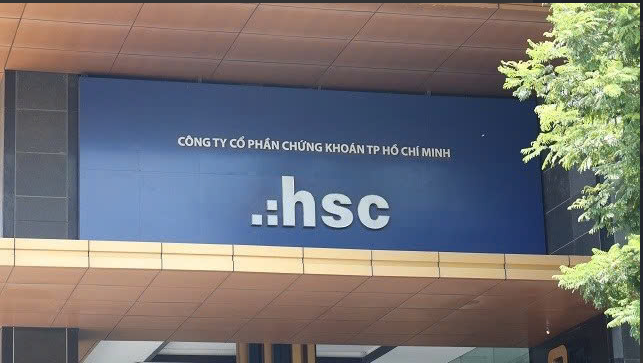 CÔNG TY CỔ PHẦN CHỨNG KHOÁN TP HỒ CHÍ MINH
.:hsc